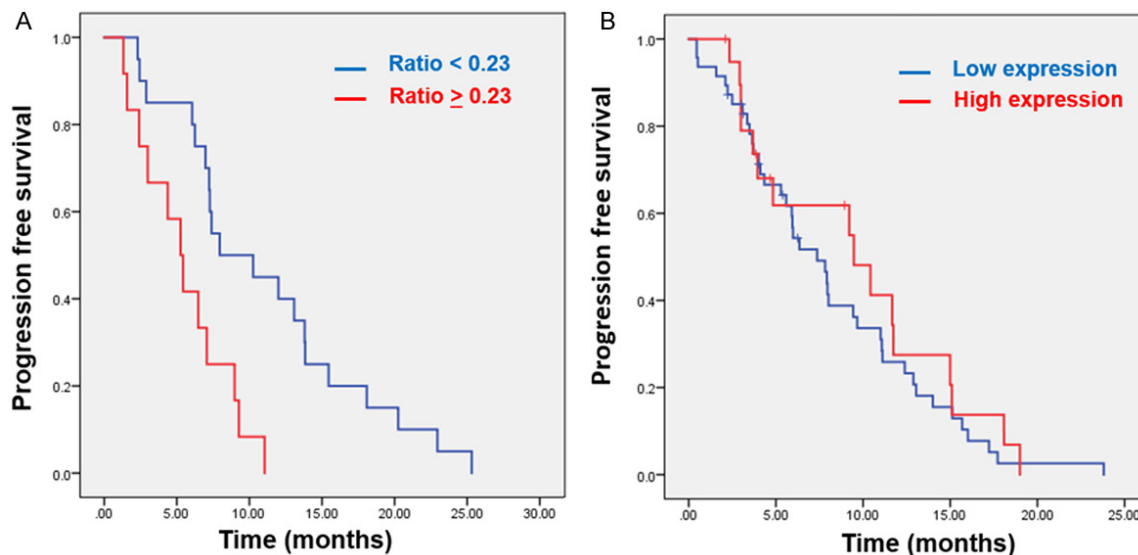 A
Progression free survival
1.0
0.8
0.6
0.4
0.2
0.0
Ratio < 0.23
Ratio ≥ 0.23
.00 5.00 10.00 15.00 20.00 25.00 30.00
Time (months)
B
Progression free survival
1.0
0.8
0.6
0.4
0.2
0.0
Low expression
High expression
.00 5.00 10.00 15.00 20.00 25.00
Time (months)